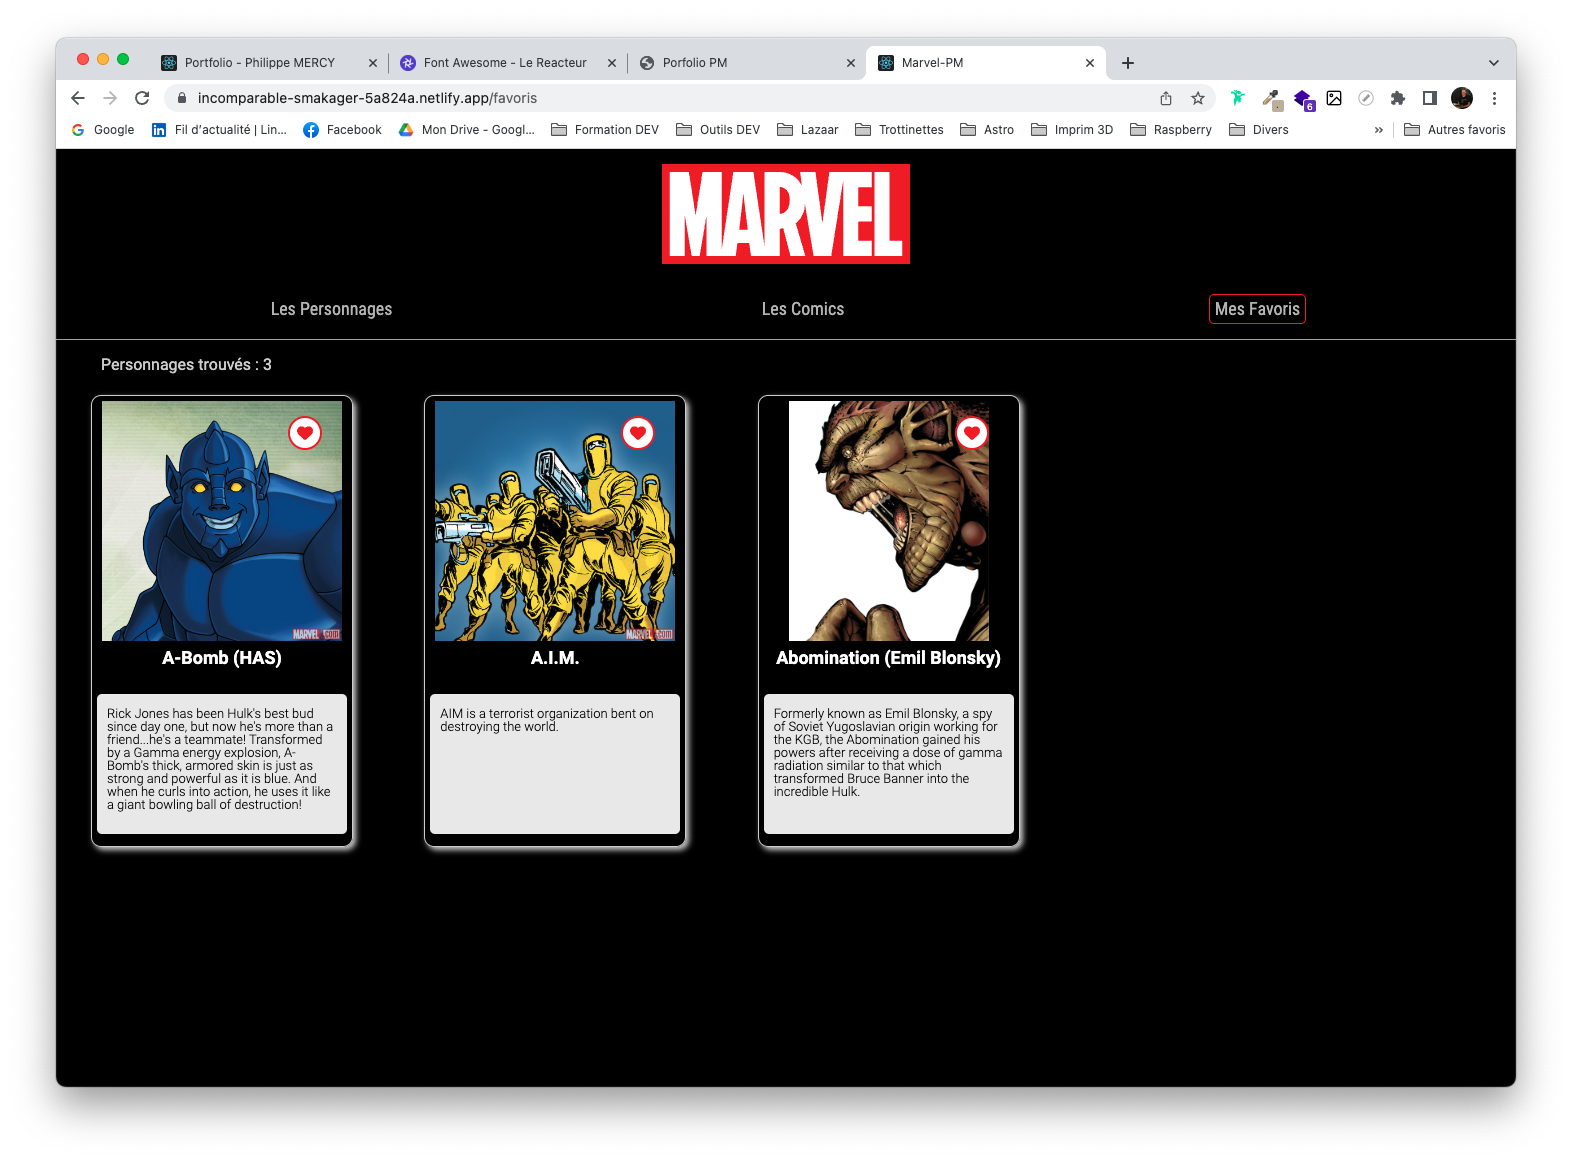 Portfolio - Philippe MERCY
Font Awesome - Le Reacteur
Porfolio PM
Marvel-PM
incomparable-smakager-5a824a.netlify.app/favoris
6
Google
Fil d’actualité | Lin...
Facebook
Mon Drive - Googl...
Formation DEV
Outils DEV
Lazaar
Trottinettes
Astro
Imprim 3D
Raspberry
Divers
»
Autres favoris
MARVEL
Les Personnages
Les Comics
Mes Favoris
Personnages trouvés : 3
MARVEL.com
A-Bomb (HAS)
Rick Jones has been Hulk's best bud
since day one, but now he's more than a
friend...he's a teammate! Transformed
by a Gamma energy explosion, A-
Bomb's thick, armored skin is just as
strong and powerful as it is blue. And
when he curls into action, he uses it like
a giant bowling ball of destruction!
MARVEL.com
A.I.M.
AIM is a terrorist organization bent on
destroying the world.
Abomination (Emil Blonsky)
Formerly known as Emil Blonsky, a spy
of Soviet Yugoslavian origin working for
the KGB, the Abomination gained his
powers after receiving a dose of gamma
radiation similar to that which
transformed Bruce Banner into the
incredible Hulk.